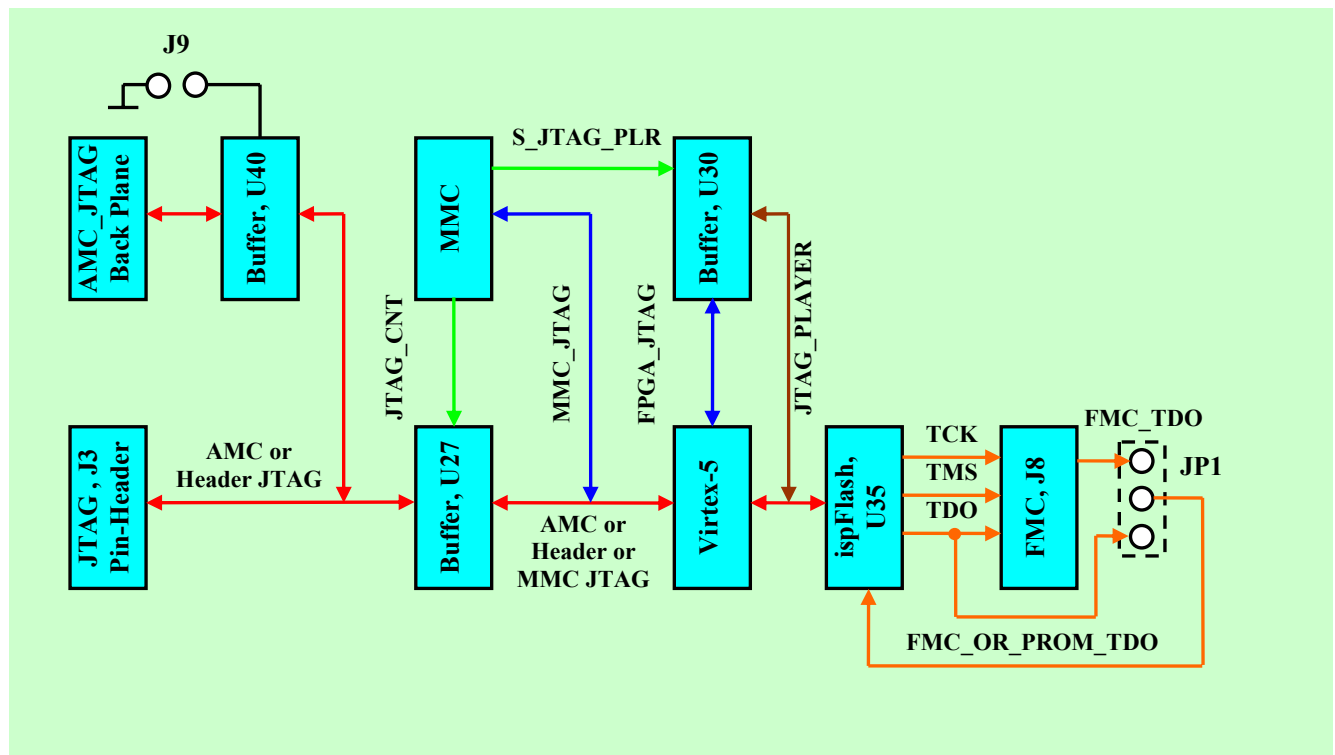 J9
AMC_JTAG
Back Plane
Buffer, U40
MMC
S_JTAG_PLR
Buffer, U30
JTAG_CNT
MMC_JTAG
FPGA_JTAG
JTAG_PLAYER
JTAG , J3
Pin-Header
AMC or
Header JTAG
Buffer, U27
AMC or
Header or
MMC JTAG
Virtex-5
ispFlash,
U35
TCK
TMS
TDO
FMC, J8
FMC_TDO
JP1
FMC_OR_PROM_TDO